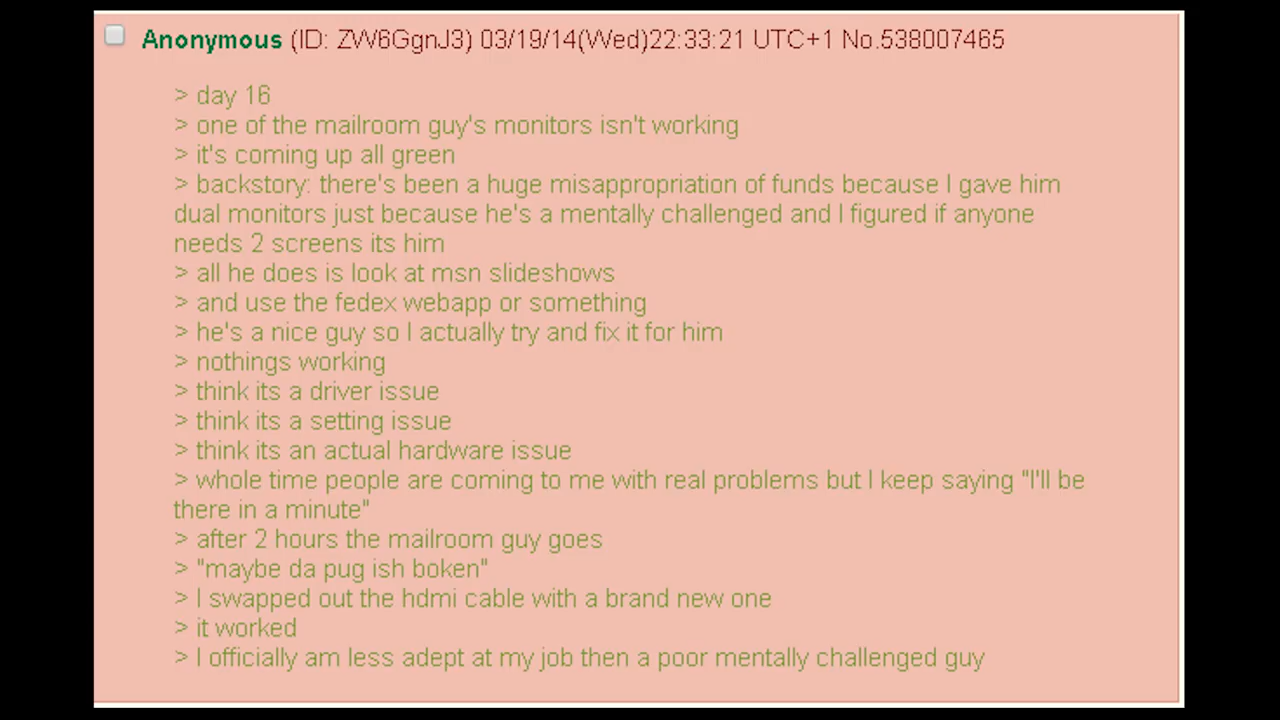 Anonymous (ID: ZW6GgnJ3) 03/19/14(Wed)22:33:21 UTC+1 No.538007465
> day 16
> one of the mailroom guy's monitors isn't working
> it's coming up all green
> backstory: there's been a huge misappropriation of funds because I gave him
dual monitors just because he's a mentally challenged and I figured if anyone
needs 2 screens its him
> all he does is look at msn slideshows
> and use the fedex webapp or something
> he's a nice guy so I actually try and fix it for him
> nothings working
> think its a driver issue
> think its a setting issue
> think its an actual hardware issue
> whole time people are coming to me with real problems but I keep saying "I'll be
there in a minute"
> after 2 hours the mailroom guy goes
> "maybe da pug ish boken"
> I swapped out the hdmi cable with a brand new one
> it worked
> I officially am less adept at my job then a poor mentally challenged guy